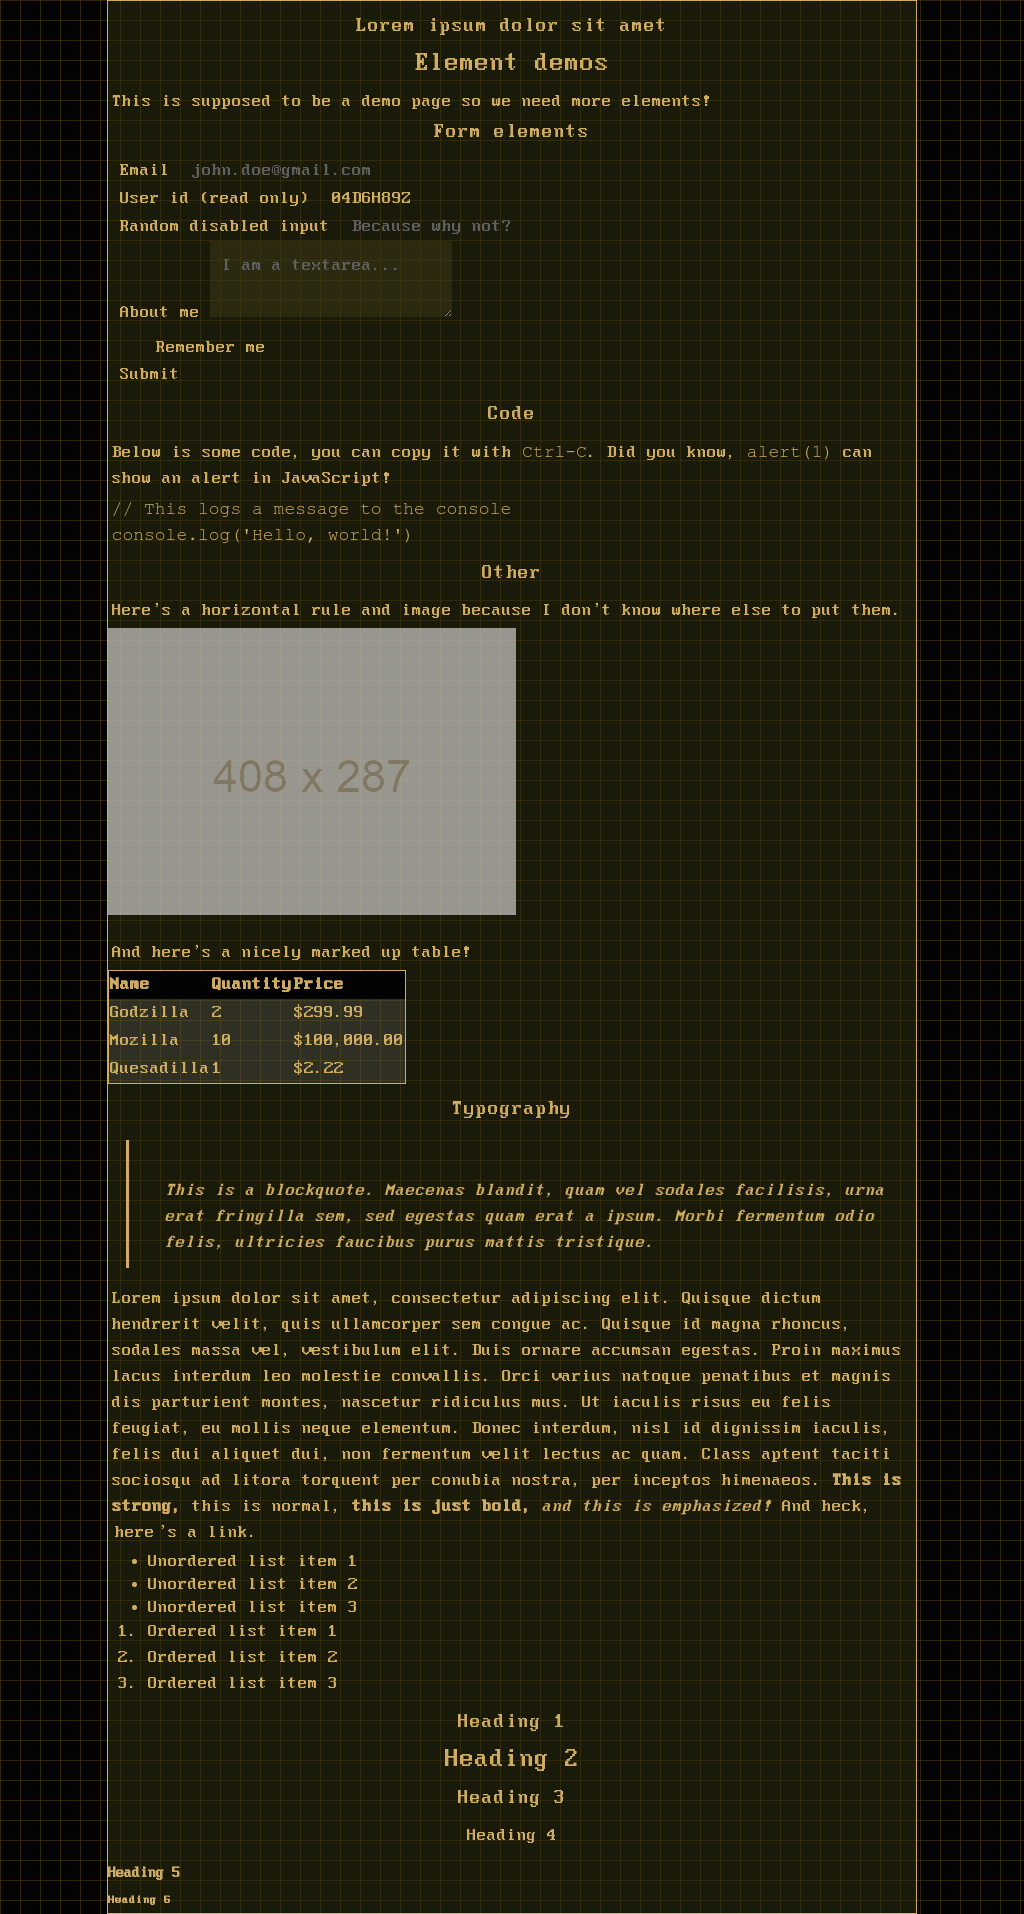 Lorem ipsum dolor sit amet
Element demos
This is supposed to be a demo page so we need more elements!
Form elements
Email john.doe@gmail.com
User id (read only) 04D6H89Z
Random disabled input Because why not?
I am a textarea...
About me
Remember me
Submit
Code
Below is some code, you can copy it with Ctrl-C. Did you know, alert(1) can
show an alert in JavaScript!
// This logs a message to the console
console.log('Hello, world!')
Other
Here's a horizontal rule and image because I don't know where else to put them.
408 x 287
And here's a nicely marked up table!
Name Quantity Price
Godzilla 2 $299.99
Mozilla 10 $100,000.00
Quesadilla 1 $2.22
Typography
This is a blockquote. Maecenas blandit, quam vel sodales facilisis, urna
erat fringilla sem, sed egestas quam erat a ipsum. Morbi fermentum odio
felis, ultricies faucibus purus mattis tristique.
Lorem ipsum dolor sit amet, consectetur adipiscing elit. Quisque dictum
hendrerit velit, quis ullamcorper sem congue ac. Quisque id magna rhoncus,
sodales massa vel, vestibulum elit. Duis ornare accumsan egestas. Proin maximus
lacus interdum leo molestie convallis. Orci varius natoque penatibus et magnis
dis parturient montes, nascetur ridiculus mus. Ut iaculis risus eu felis
feugiat, eu mollis neque elementum. Donec interdum, nisl id dignissim iaculis,
felis dui aliquet dui, non fermentum velit lectus ac quam. Class aptent taciti
sociosqu ad litora torquent per conubia nostra, per inceptos himenaeos. This is
strong, this is normal, this is just bold, and this is emphasized! And heck,
here's a link.
• Unordered list item 1
• Unordered list item 2
• Unordered list item 3
1. Ordered list item 1
2. Ordered list item 2
3. Ordered list item 3
Heading 1
Heading 2
Heading 3
Heading 4
Heading 5
Heading 6